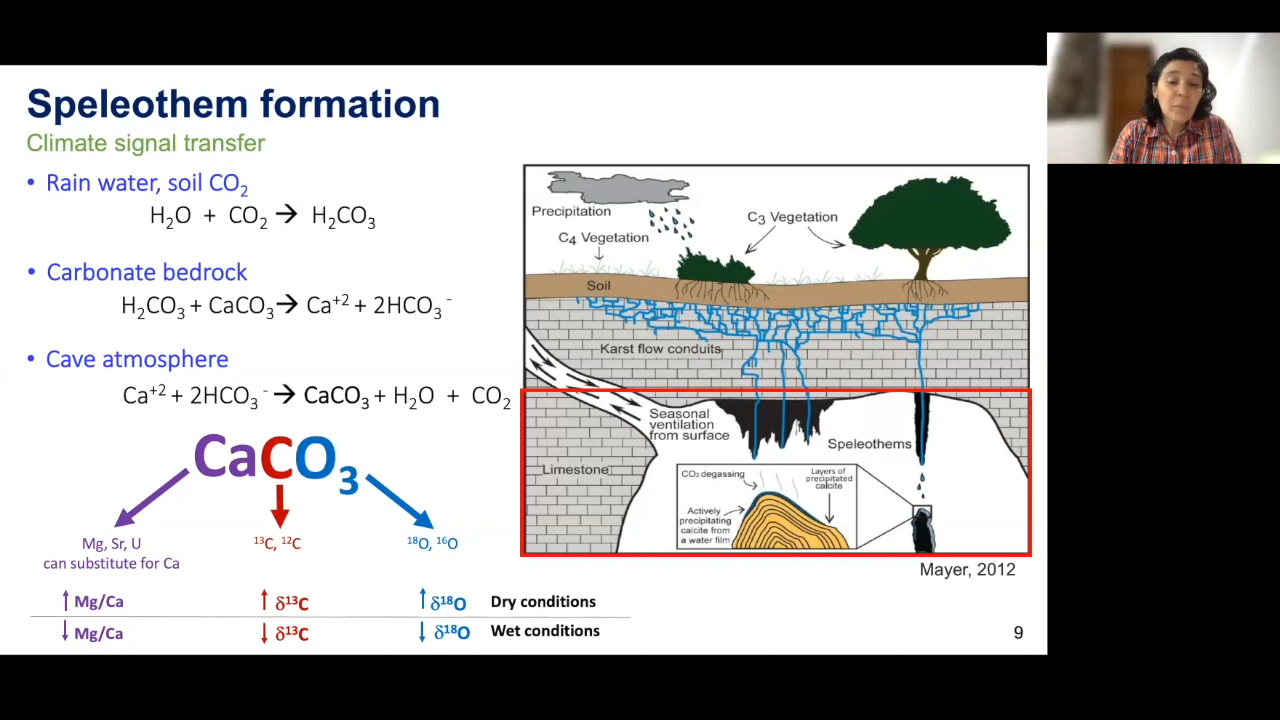 Speleothem formation
Climate signal transfer
• Rain water, soil CO₂
H₂O + CO₂ → H₂CO₃
• Carbonate bedrock
H₂CO₃ + CaCO₃ → Ca⁺² + 2HCO₃⁻
• Cave atmosphere
Ca⁺² + 2HCO₃⁻ → CaCO₃ + H₂O + CO₂
CaCO₃
Mg, Sr, U
can substitute for Ca
¹³C, ¹²C
¹⁸O, ¹⁶O
↑ Mg/Ca ↑ δ¹³C ↑ δ¹⁸O Dry conditions
↓ Mg/Ca ↓ δ¹³C ↓ δ¹⁸O Wet conditions
Precipitation
C₄ Vegetation
C₃ Vegetation
Soil
Karst flow conduits
Seasonal
ventilation
from surface
Speleothems
Limestone
CO₂ degassing
Layers of
precipitated
calcite
Actively
precipitating
calcite from
a water film
Mayer, 2012
9